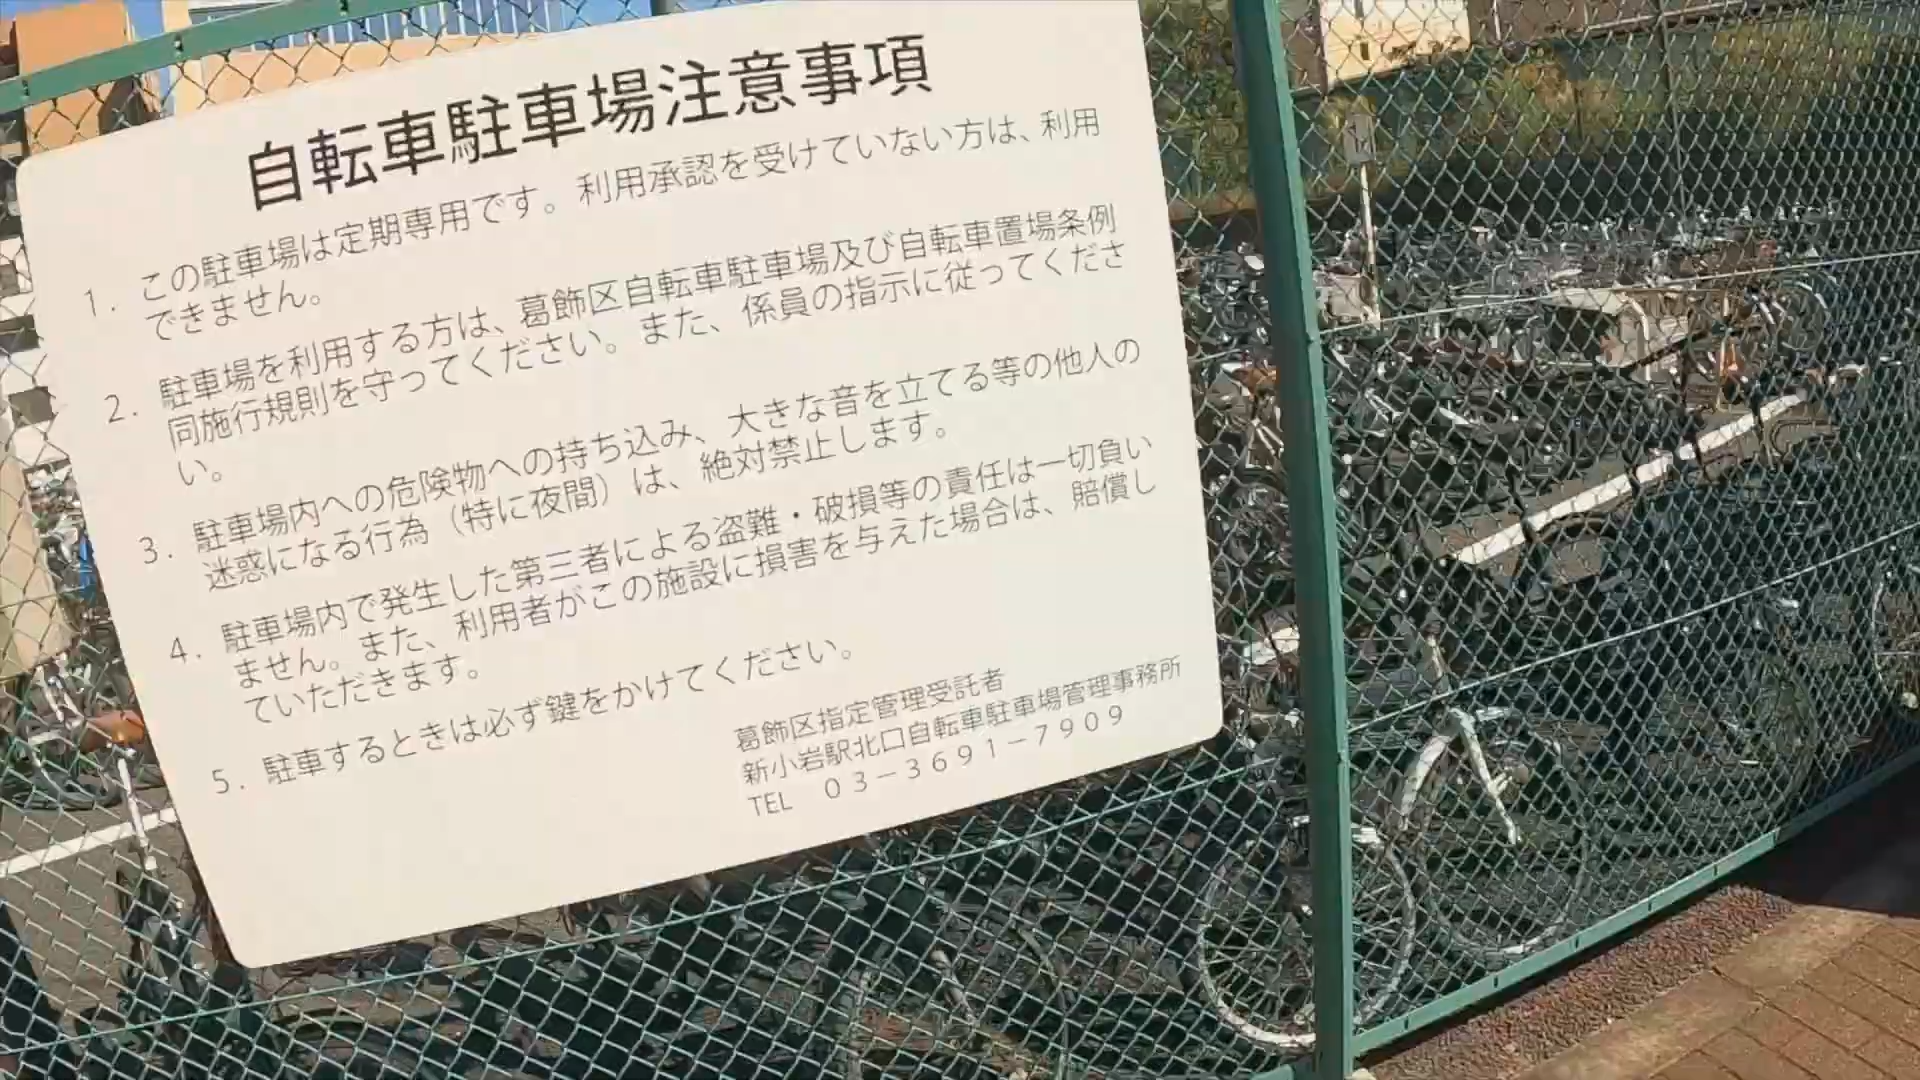 自転車駐車場注意事項
1. この駐車場は定期専用です。利用承認を受けていない方は、利用
できません。
2. 駐車場を利用する方は、葛飾区自転車駐車場及び自転車置場条例
同施行規則を守ってください。また、係員の指示に従ってくださ
い。
3. 駐車場内への危険物への持ち込み、大きな音を立てる等の他人の
迷惑になる行為（特に夜間）は、絶対禁止します。
4. 駐車場内で発生した第三者による盗難・破損等の責任は一切負い
ません。また、利用者がこの施設に損害を与えた場合は、賠償し
ていただきます。
5. 駐車するときは必ず鍵をかけてください。
葛飾区指定管理受託者
新小岩駅北口自転車駐車場管理事務所
TEL 03-3691-7909